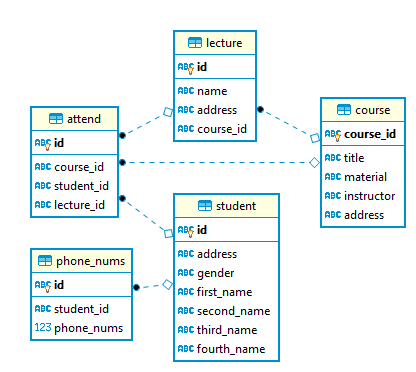 lecture
ABC id
ABC name
ABC address
ABC course_id
attend
ABC id
ABC course_id
ABC student_id
ABC lecture_id
course
ABC course_id
ABC title
ABC material
ABC instructor
ABC address
student
ABC id
ABC address
ABC gender
ABC first_name
ABC second_name
ABC third_name
ABC fourth_name
phone_nums
ABC id
ABC student_id
123 phone_nums